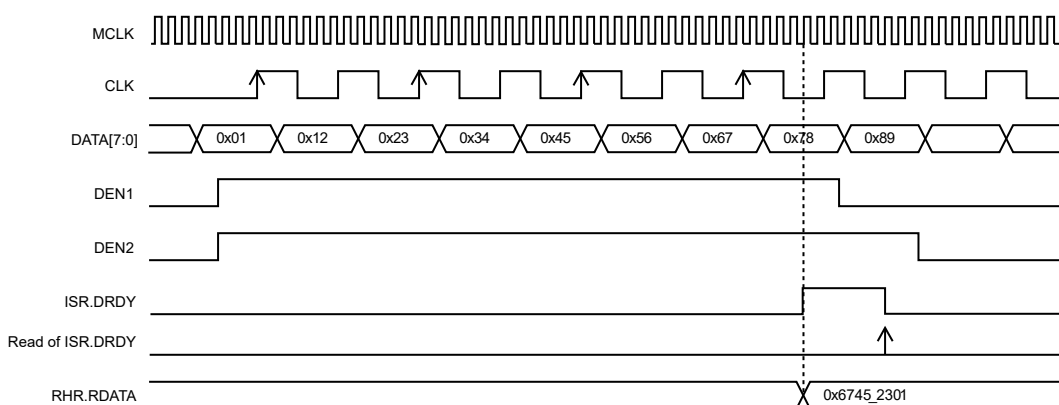 MCLK
CLK
DATA[7:0] 0x01 0x12 0x23 0x34 0x45 0x56 0x67 0x78 0x89
DEN1
DEN2
ISR.DRDY
Read of ISR.DRDY
RHR.RDATA 0x6745_2301